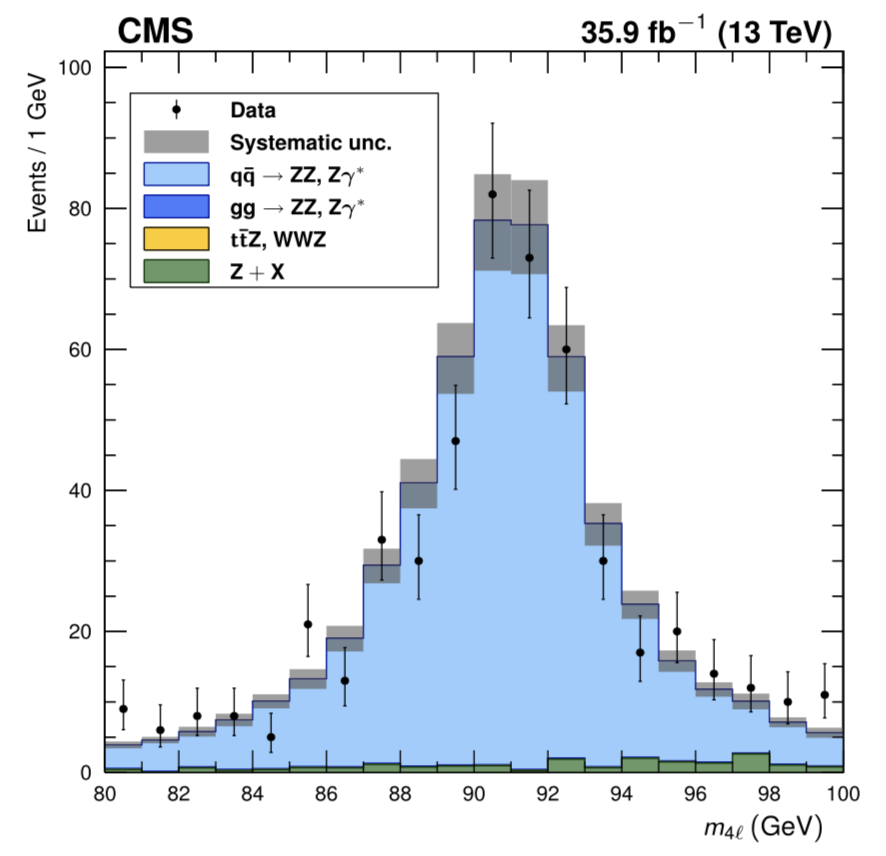 CMS 35.9 fb⁻¹ (13 TeV)
Events / 1 GeV
100
80
60
40
20
0
Data
Systematic unc.
qq̄ → ZZ, Zγ*
gg → ZZ, Zγ*
tt̄Z, WWZ
Z + X
80 82 84 86 88 90 92 94 96 98 100
m₄ℓ (GeV)